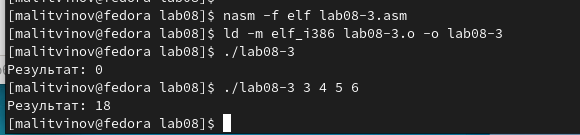 [malitvinov@fedora lab08]$ nasm -f elf lab08-3.asm
[malitvinov@fedora lab08]$ ld -m elf_i386 lab08-3.o -o lab08-3
[malitvinov@fedora lab08]$ ./lab08-3
Результат: 0
[malitvinov@fedora lab08]$ ./lab08-3 3 4 5 6
Результат: 18
[malitvinov@fedora lab08]$